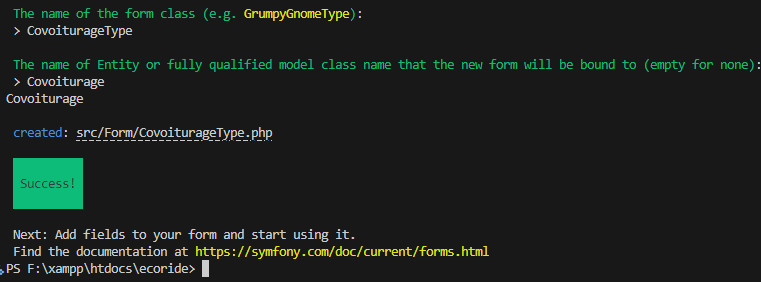 The name of the form class (e.g. GrumpyGnomeType):
> CovoiturageType
The name of Entity or fully qualified model class name that the new form will be bound to (empty for none):
> Covoiturage
Covoiturage
created: src/Form/CovoiturageType.php
Success!
Next: Add fields to your form and start using it.
Find the documentation at https://symfony.com/doc/current/forms.html
PS F:\xampp\htdocs\ecoride>